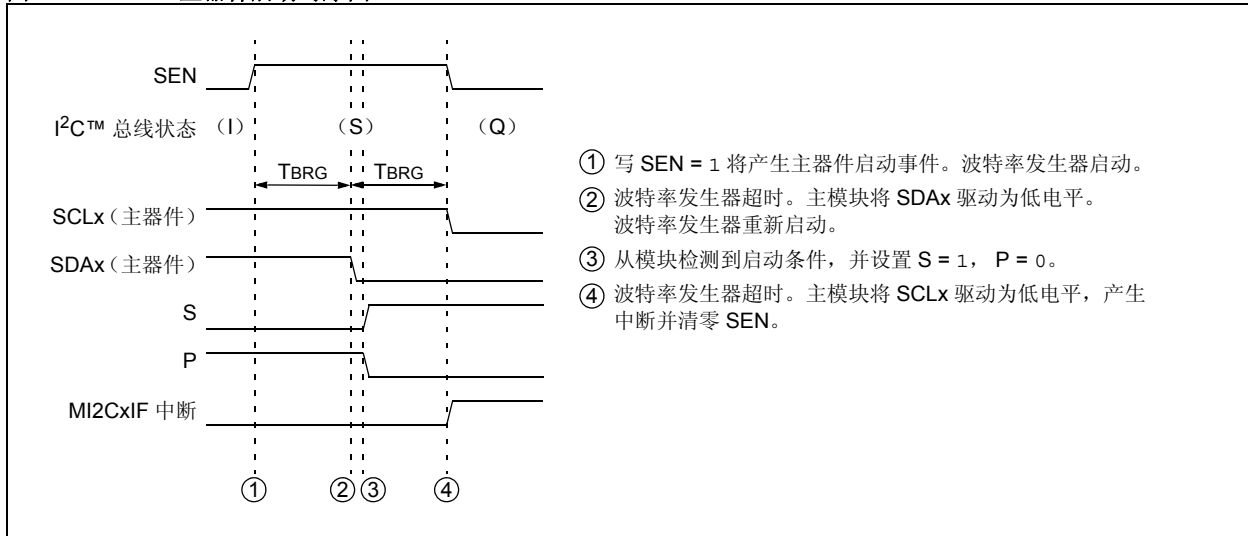 SEN
I²C™ 总线状态 （I） （S） （Q）
TBRG TBRG
SCLx（主器件）
SDAx（主器件）
S
P
MI2CxIF 中断
① ② ③ ④
① 写 SEN = 1 将产生主器件启动事件。波特率发生器启动。
② 波特率发生器超时。主模块将 SDAx 驱动为低电平。
波特率发生器重新启动。
③ 从模块检测到启动条件，并设置 S = 1， P = 0。
④ 波特率发生器超时。主模块将 SCLx 驱动为低电平，产生
中断并清零 SEN。